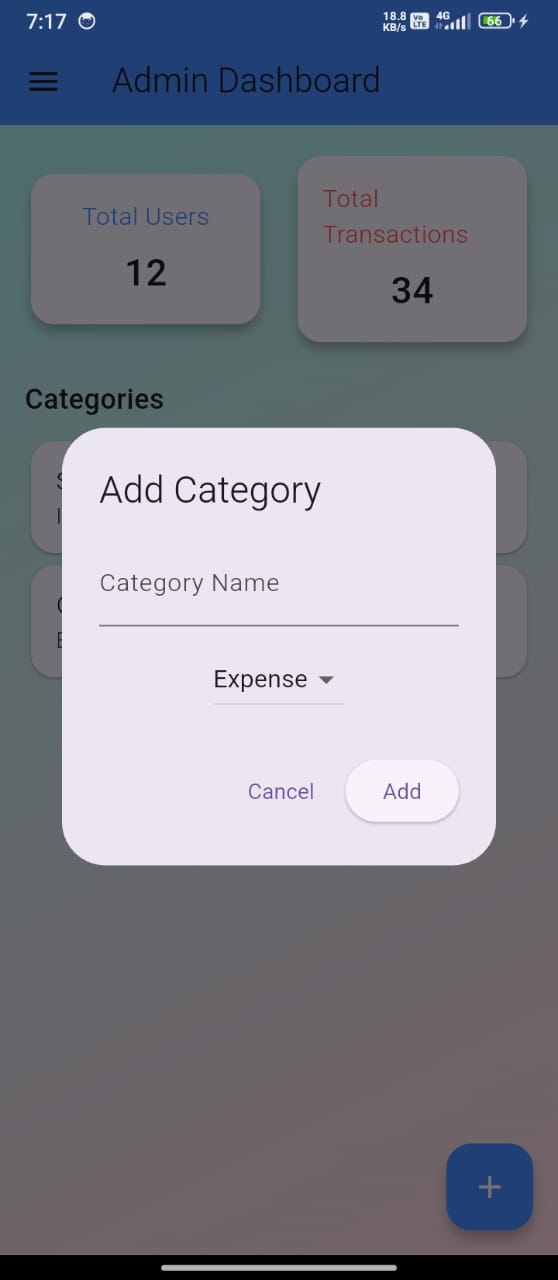 7:17
18.8 KB/s
Vo LTE
4G
66
Admin Dashboard
Total Users
12
Total
Transactions
34
Categories
Add Category
Category Name
Expense
Cancel
Add
+